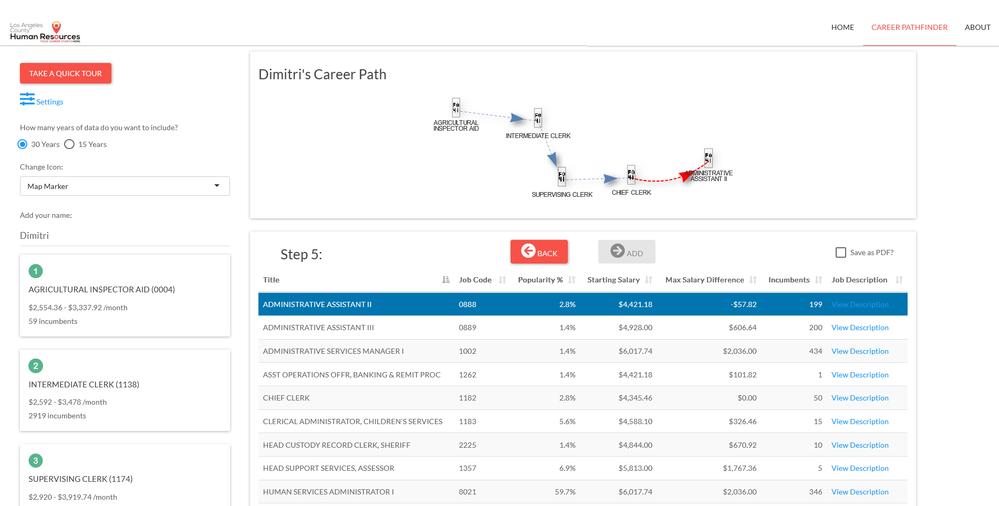 Los Angeles
County
Human Resources
YOUR CAREER STARTS HERE.
HOME
CAREER PATHFINDER
ABOUT
TAKE A QUICK TOUR
Settings
How many years of data do you want to include?
30 Years
15 Years
Change Icon:
Map Marker
Add your name:
Dimitri
1
AGRICULTURAL INSPECTOR AID (0004)
$2,554.36 - $3,337.92 /month
59 incumbents
2
INTERMEDIATE CLERK (1138)
$2,592 - $3,478 /month
2919 incumbents
3
SUPERVISING CLERK (1174)
$2,920 - $3,919.74 /month
Dimitri's Career Path
F0
41
AGRICULTURAL
INSPECTOR AID
F0
41
INTERMEDIATE CLERK
F0
41
SUPERVISING CLERK
F0
41
CHIEF CLERK
F0
41
ADMINISTRATIVE
ASSISTANT II
Step 5:
BACK
ADD
Save as PDF?
Title Job Code Popularity % Starting Salary Max Salary Difference Incumbents Job Description
ADMINISTRATIVE ASSISTANT II 0888 2.8% $4,421.18 -$57.82 199 View Description
ADMINISTRATIVE ASSISTANT III 0889 1.4% $4,928.00 $606.64 200 View Description
ADMINISTRATIVE SERVICES MANAGER I 1002 1.4% $6,017.74 $2,036.00 434 View Description
ASST OPERATIONS OFFR, BANKING & REMIT PROC 1262 1.4% $4,421.18 $101.82 1 View Description
CHIEF CLERK 1182 2.8% $4,345.46 $0.00 50 View Description
CLERICAL ADMINISTRATOR, CHILDREN'S SERVICES 1183 5.6% $4,588.10 $326.46 15 View Description
HEAD CUSTODY RECORD CLERK, SHERIFF 2225 1.4% $4,844.00 $670.92 10 View Description
HEAD SUPPORT SERVICES, ASSESSOR 1357 6.9% $5,813.00 $1,767.36 5 View Description
HUMAN SERVICES ADMINISTRATOR I 8021 59.7% $6,017.74 $2,036.00 346 View Description